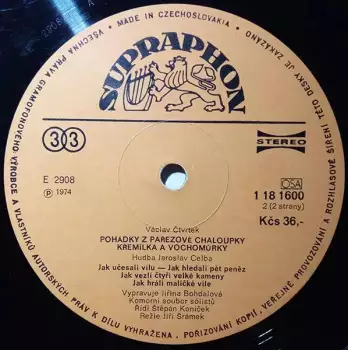 • MADE IN CZECHOSLOVAKIA •
VŠECHNA PRÁVA GRAMOFONOVÉHO VÝROBCE A VLASTNÍKŮ AUTORSKÝCH PRÁV K DÍLU VYHRAŽENA. POŘIZOVÁNÍ KOPIÍ, VEŘEJNÉ PROVOZOVÁNÍ A ROZHLASOVÉ ŠÍŘENÍ TÉTO DESKY JE ZAKÁZÁNO
SUPRAPHON
33
STEREO
E 2908
℗ 1974
OSA
1 18 1600
2 (2 strany)
Kčs 36,-
Václav Čtvrtek
POHÁDKY Z PAŘEZOVÉ CHALOUPKY
KŘEMÍLKA A VOCHOMŮRKY
Hudba Jaroslav Celba
Jak učesali vílu — Jak hledali pět peněz
Jak vezli čtyři velké kameny
Jak hráli maličké víle
Vypravuje Jiřina Bohdalová
Komorní soubor sólistů
Řídí Štěpán Koníček
Režie Jiří Šrámek